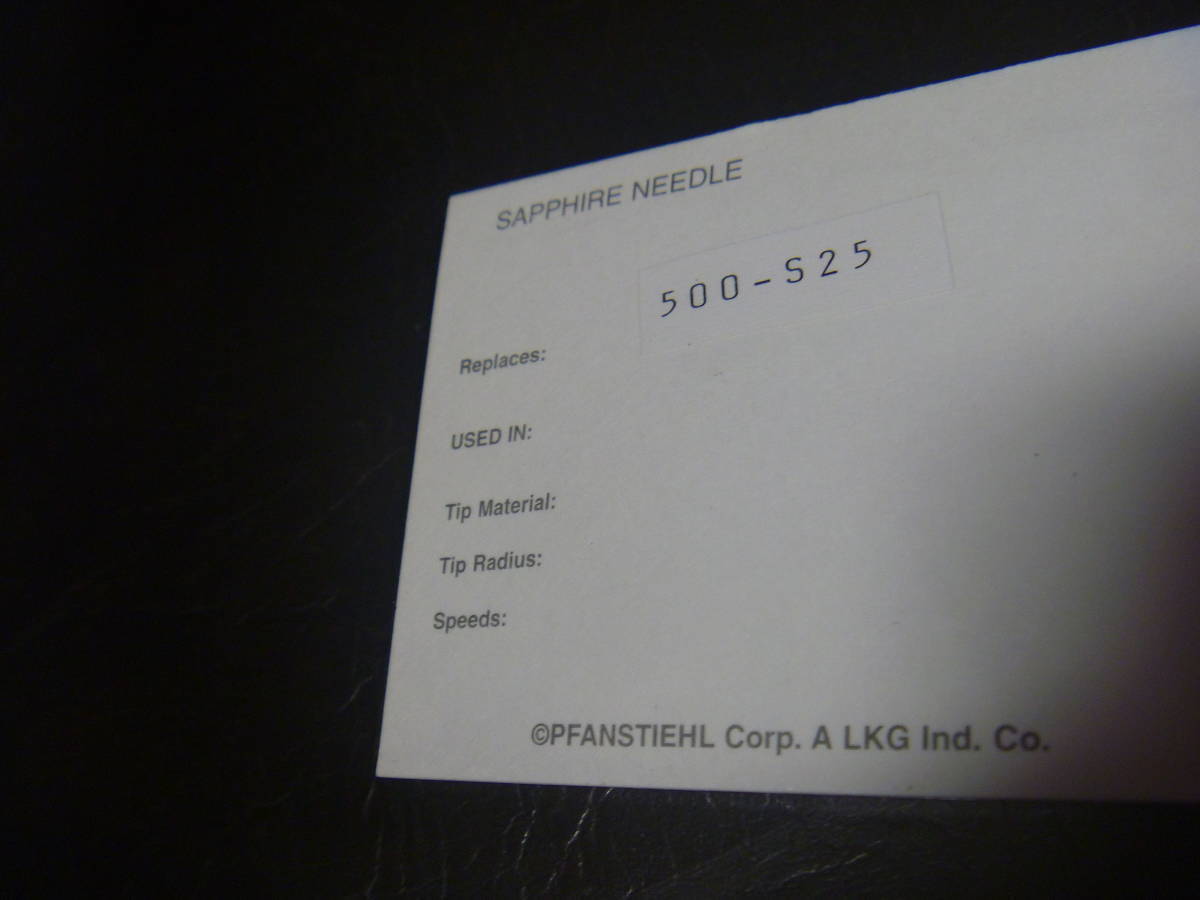 SAPPHIRE NEEDLE
500-S25
Replaces:
USED IN:
Tip Material:
Tip Radius:
Speeds:
©PFANSTIEHL Corp. A LKG Ind. Co.